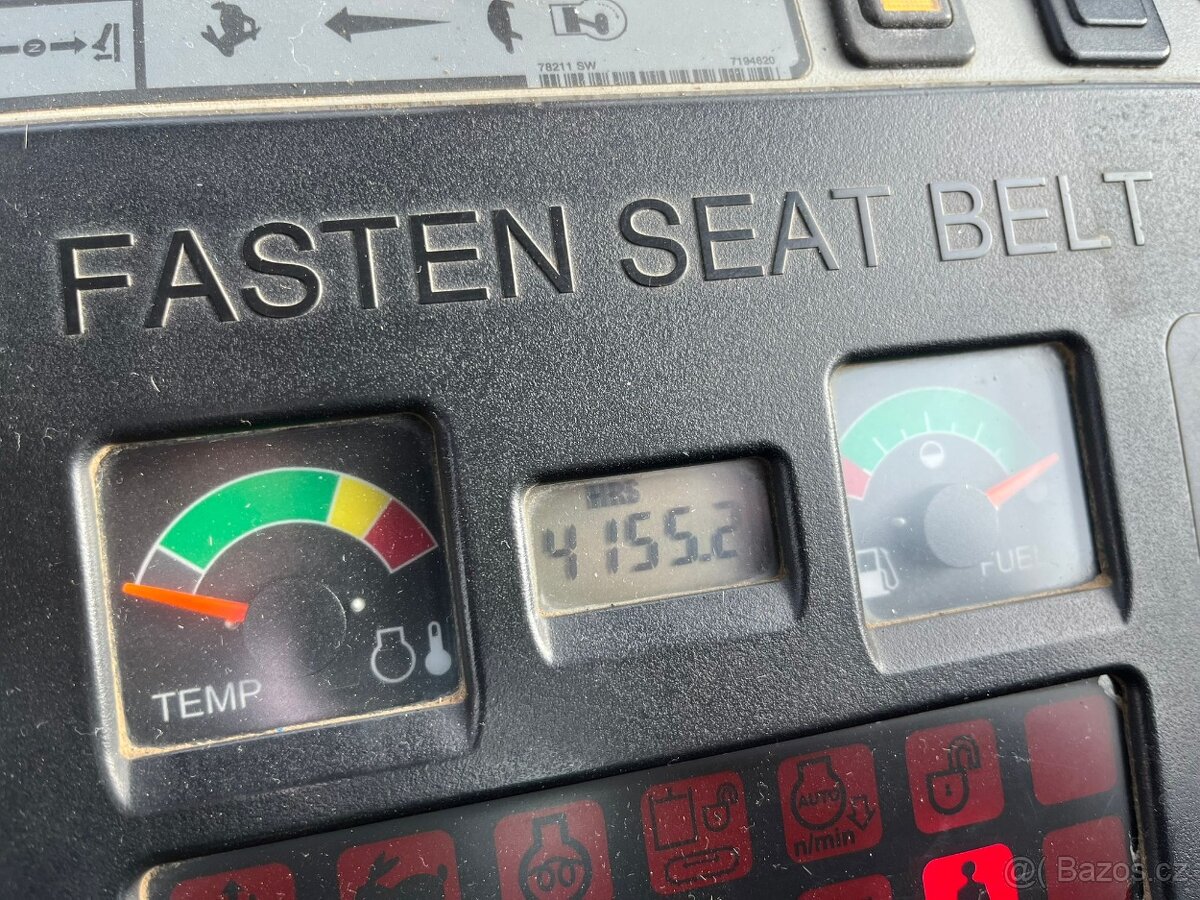 N
78211 SW 7194820
FASTEN SEAT BELT
HRS
4155.2
TEMP
FUEL
AUTO
n/min
@( Bazos.cz